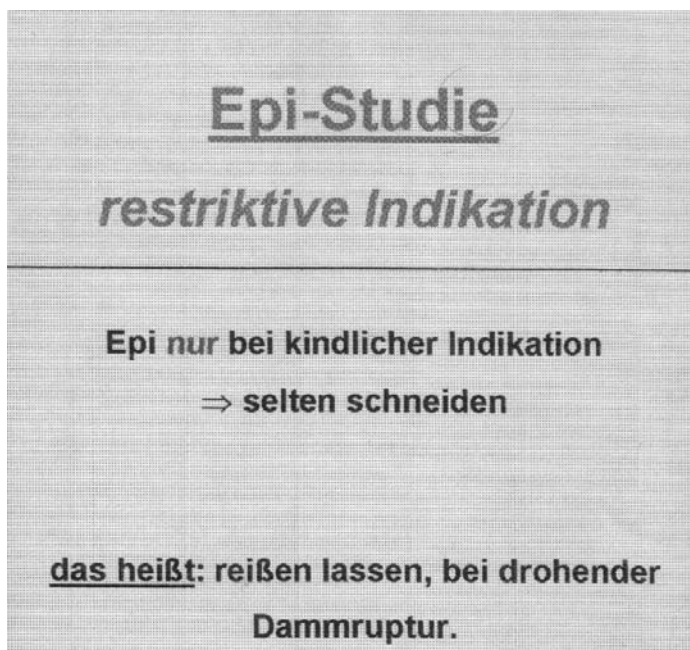 Epi-Studie
restriktive Indikation
Epi nur bei kindlicher Indikation
⇒ selten schneiden
das heißt: reißen lassen, bei drohender
Dammruptur.